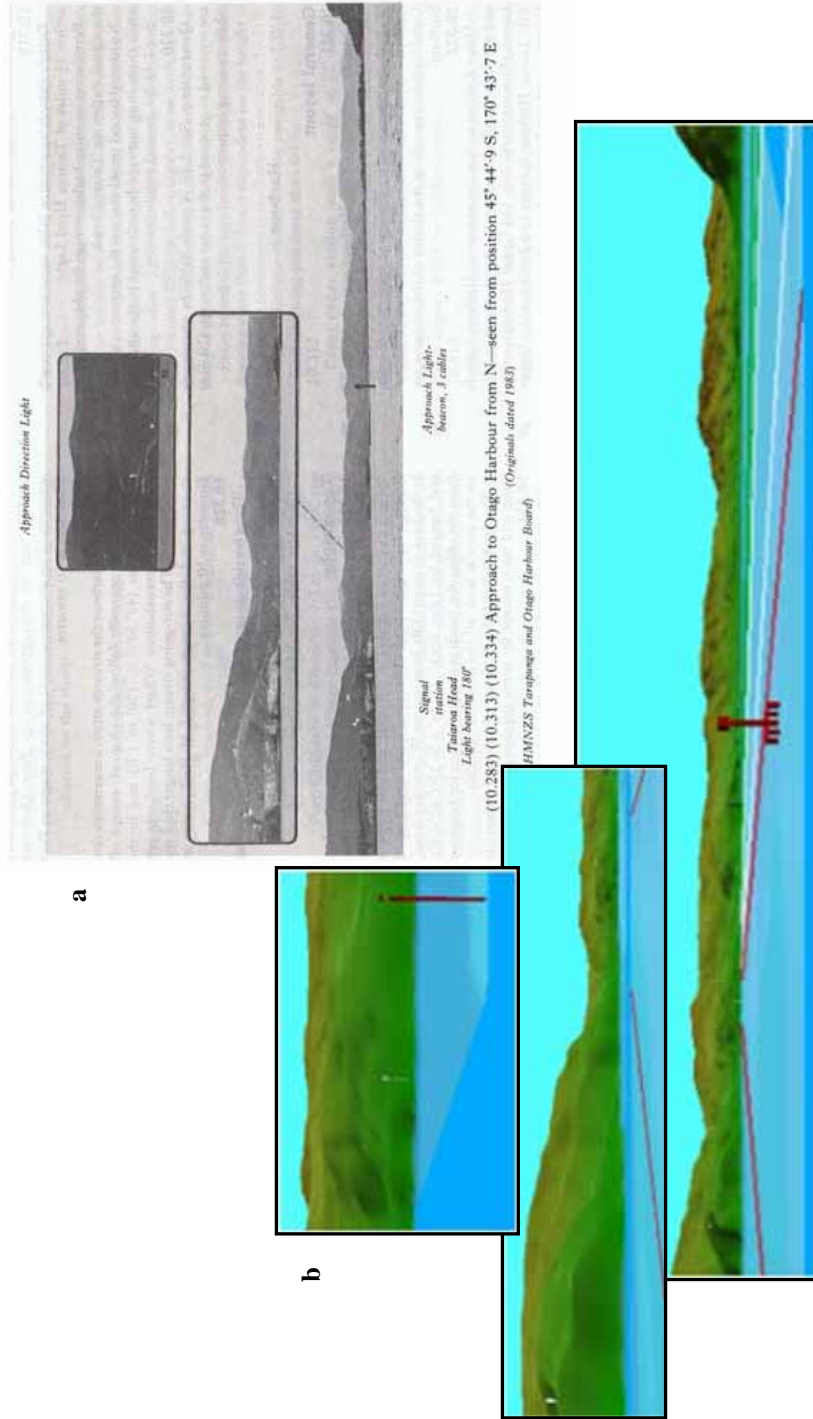 a
Approach Direction Light
Signal
station
Taiaroa Head
Light bearing 180°
Approach Light-
beacon, 3 cables
(10.283) (10.313) (10.334) Approach to Otago Harbour from N—seen from position 45° 44′·9 S, 170° 43′·7 E
(Originals dated 1983)
HMNZS Tarapunga and Otago Harbour Board)
b